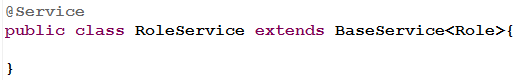 @Service
public class RoleService extends BaseService<Role>{
}